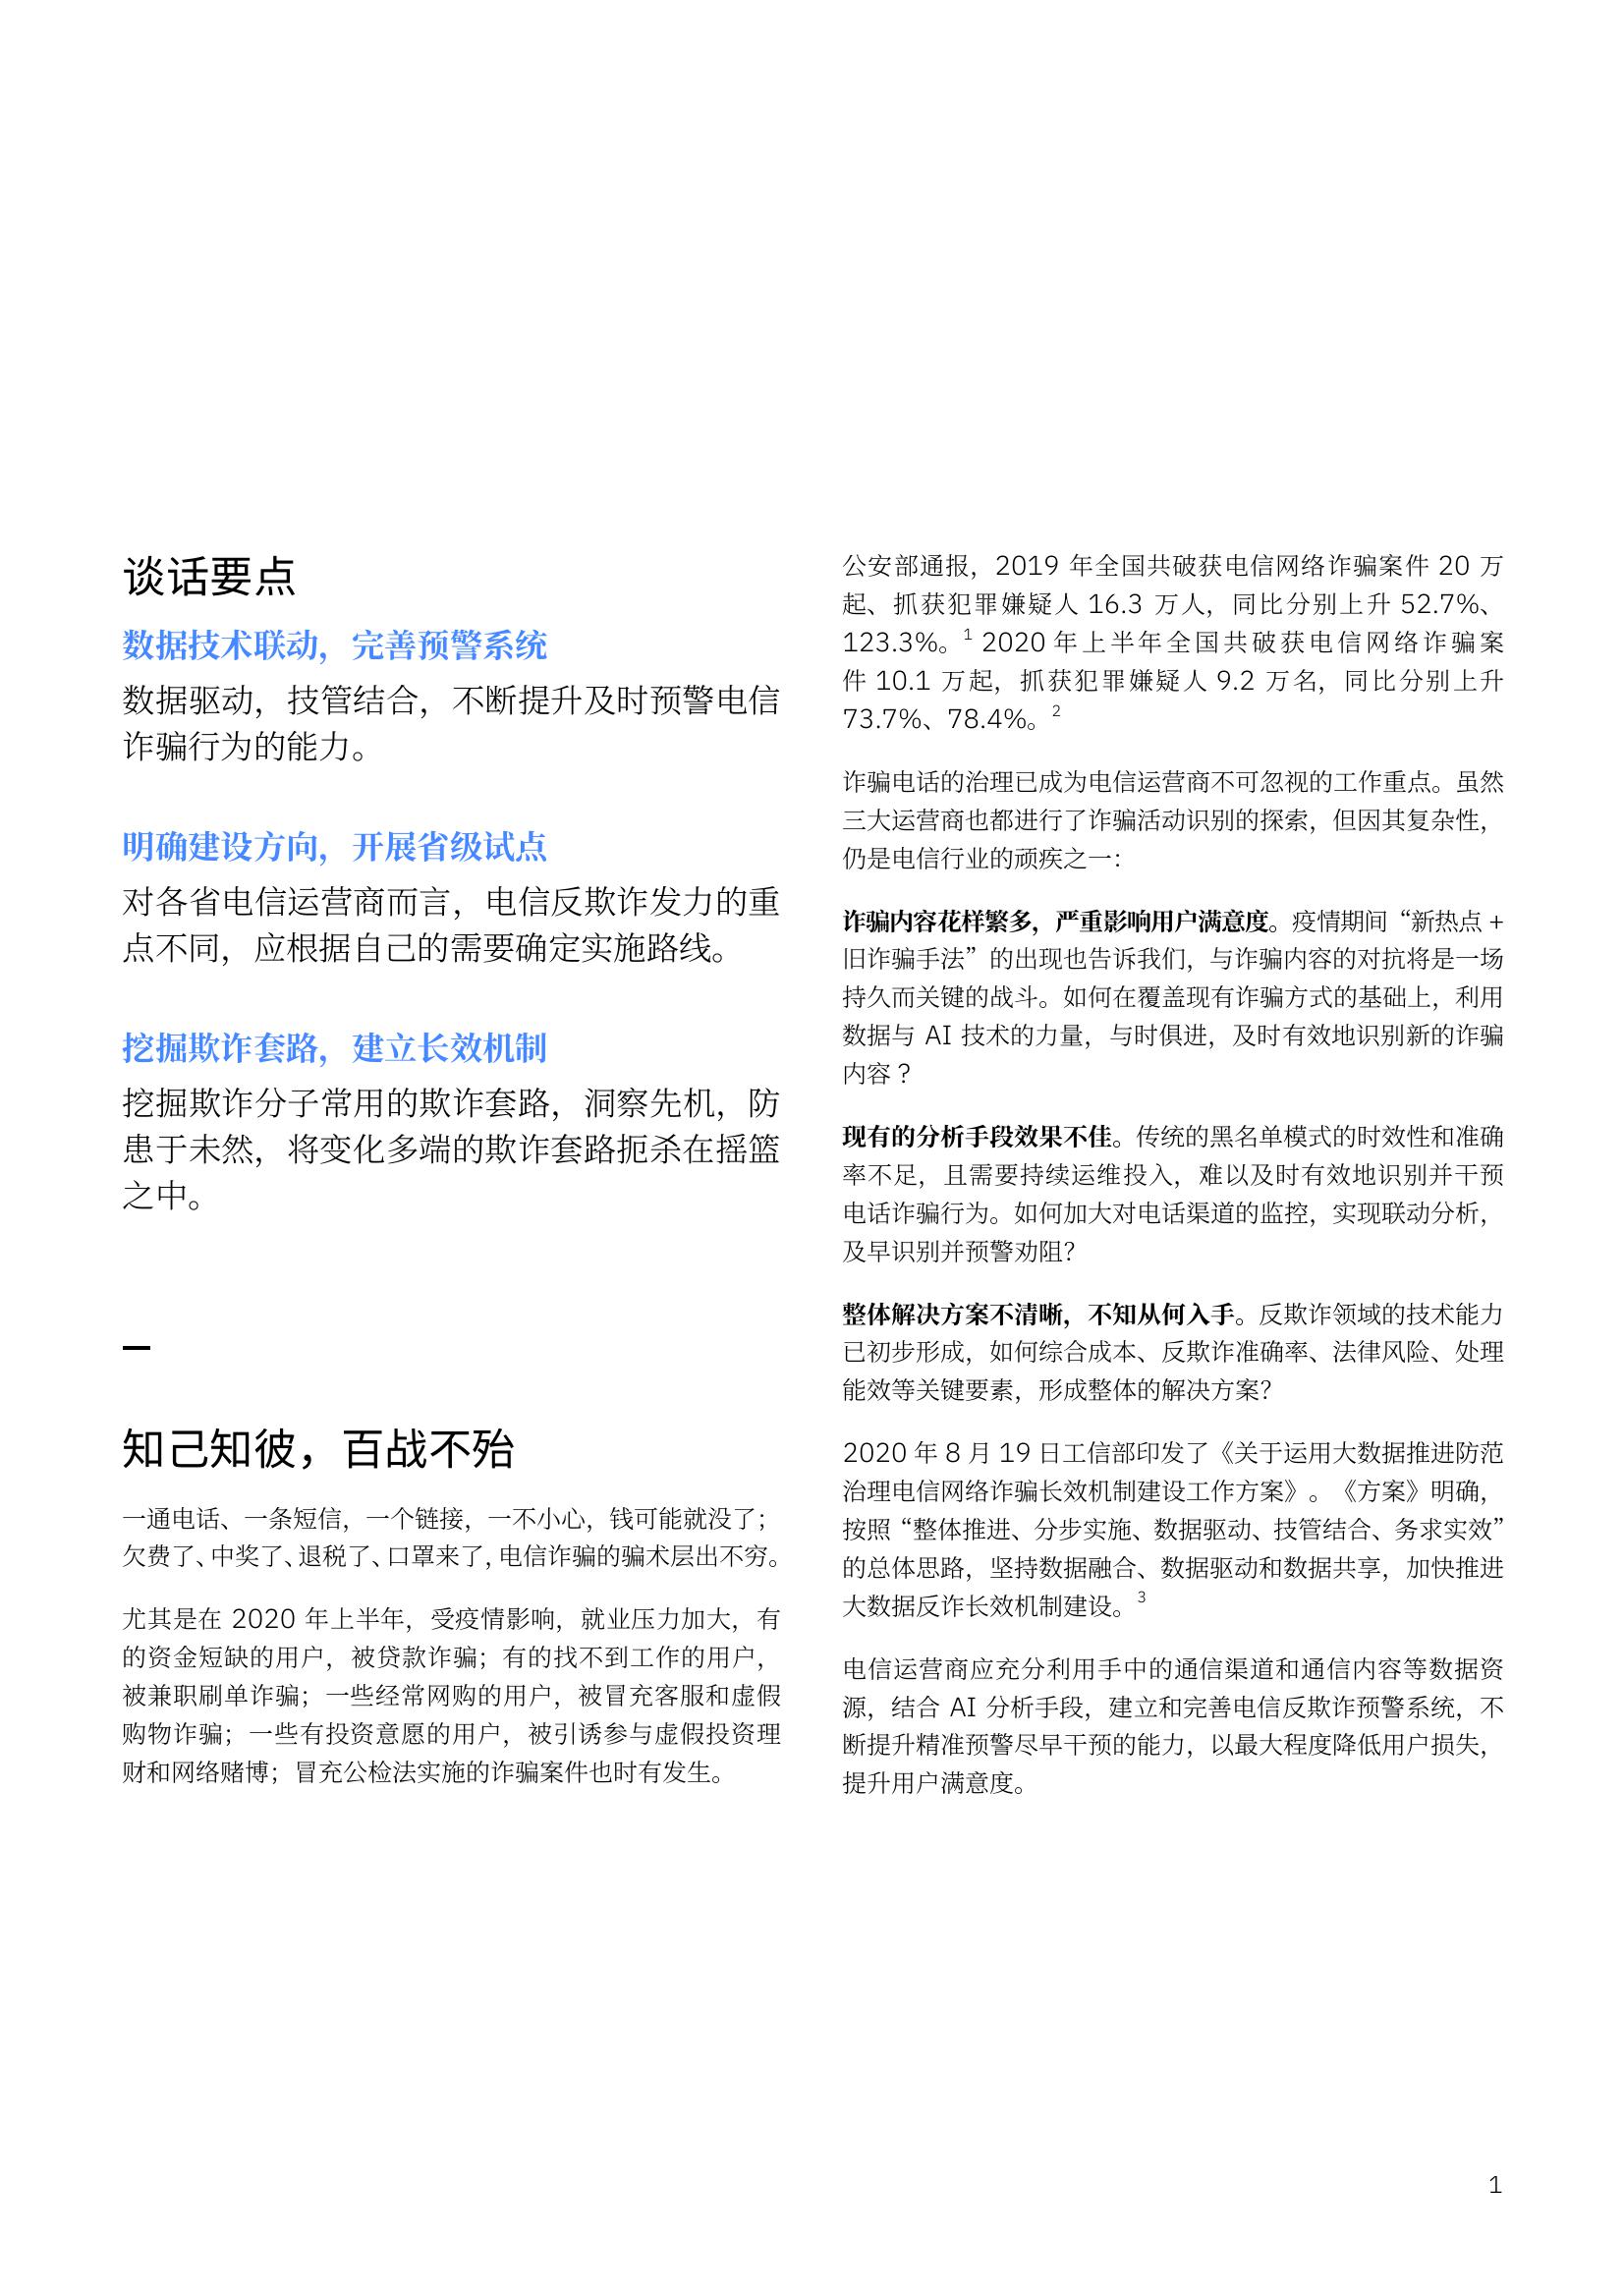 谈话要点
数据技术联动，完善预警系统
数据驱动，技管结合，不断提升及时预警电信
诈骗行为的能力。
明确建设方向，开展省级试点
对各省电信运营商而言，电信反欺诈发力的重
点不同，应根据自己的需要确定实施路线。
挖掘欺诈套路，建立长效机制
挖掘欺诈分子常用的欺诈套路，洞察先机，防
患于未然，将变化多端的欺诈套路扼杀在摇篮
之中。
知己知彼，百战不殆
一通电话、一条短信，一个链接，一不小心，钱可能就没了；
欠费了、中奖了、退税了、口罩来了，电信诈骗的骗术层出不穷。
尤其是在 2020 年上半年，受疫情影响，就业压力加大，有
的资金短缺的用户，被贷款诈骗；有的找不到工作的用户，
被兼职刷单诈骗；一些经常网购的用户，被冒充客服和虚假
购物诈骗；一些有投资意愿的用户，被引诱参与虚假投资理
财和网络赌博；冒充公检法实施的诈骗案件也时有发生。
公安部通报，2019 年全国共破获电信网络诈骗案件 20 万
起、抓获犯罪嫌疑人 16.3 万人，同比分别上升 52.7%、
123.3%。1 2020 年上半年全国共破获电信网络诈骗案
件 10.1 万起，抓获犯罪嫌疑人 9.2 万名，同比分别上升
73.7%、78.4%。2
诈骗电话的治理已成为电信运营商不可忽视的工作重点。虽然
三大运营商也都进行了诈骗活动识别的探索，但因其复杂性，
仍是电信行业的顽疾之一：
诈骗内容花样繁多，严重影响用户满意度。疫情期间“新热点 +
旧诈骗手法”的出现也告诉我们，与诈骗内容的对抗将是一场
持久而关键的战斗。如何在覆盖现有诈骗方式的基础上，利用
数据与 AI 技术的力量，与时俱进，及时有效地识别新的诈骗
内容？
现有的分析手段效果不佳。传统的黑名单模式的时效性和准确
率不足，且需要持续运维投入，难以及时有效地识别并干预
电话诈骗行为。如何加大对电话渠道的监控，实现联动分析，
及早识别并预警劝阻？
整体解决方案不清晰，不知从何入手。反欺诈领域的技术能力
已初步形成，如何综合成本、反欺诈准确率、法律风险、处理
能效等关键要素，形成整体的解决方案？
2020 年 8 月 19 日工信部印发了《关于运用大数据推进防范
治理电信网络诈骗长效机制建设工作方案》。《方案》明确，
按照“整体推进、分步实施、数据驱动、技管结合、务求实效”
的总体思路，坚持数据融合、数据驱动和数据共享，加快推进
大数据反诈长效机制建设。3
电信运营商应充分利用手中的通信渠道和通信内容等数据资
源，结合 AI 分析手段，建立和完善电信反欺诈预警系统，不
断提升精准预警尽早干预的能力，以最大程度降低用户损失，
提升用户满意度。
1